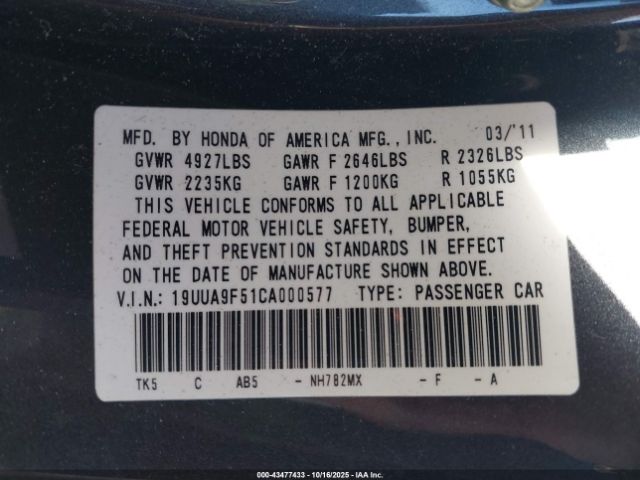 MFD. BY HONDA OF AMERICA MFG., INC. 03/'11
GVWR 4927LBS GAWR F 2646LBS R 2326LBS
GVWR 2235KG GAWR F 1200KG R 1055KG
THIS VEHICLE CONFORMS TO ALL APPLICABLE
FEDERAL MOTOR VEHICLE SAFETY, BUMPER,
AND THEFT PREVENTION STANDARDS IN EFFECT
ON THE DATE OF MANUFACTURE SHOWN ABOVE.
V.I.N.: 19UUA9F51CA000577 TYPE: PASSENGER CAR
TK5 C AB5 - NH782MX - F - A
000-43477433 - 10/16/2025 - IAA Inc.